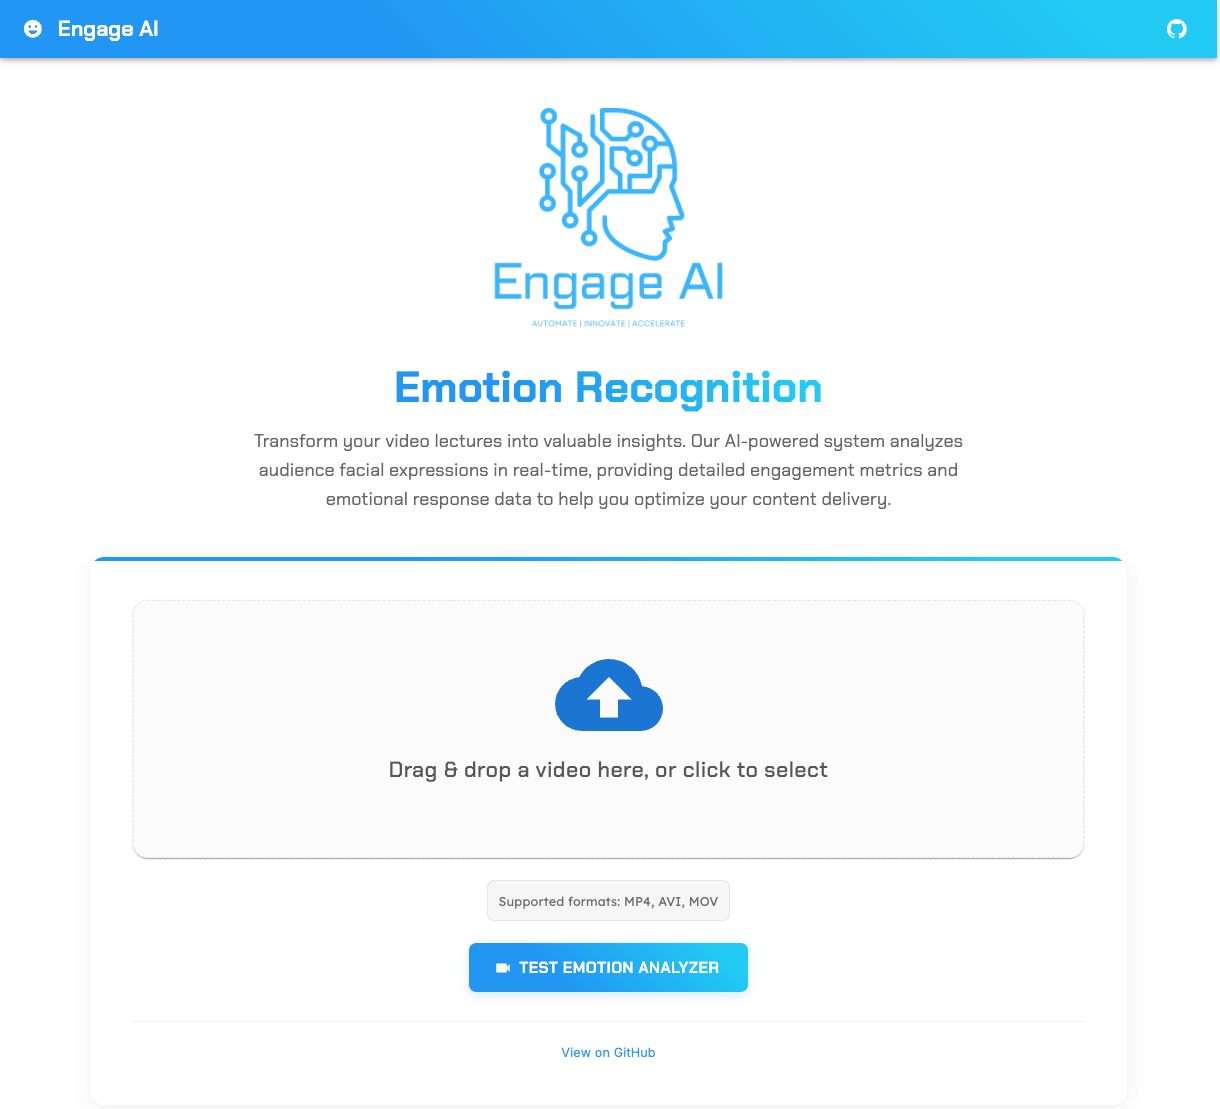 Engage AI
Engage AI
AUTOMATE | INNOVATE | ACCELERATE
Emotion Recognition
Transform your video lectures into valuable insights. Our AI-powered system analyzes
audience facial expressions in real-time, providing detailed engagement metrics and
emotional response data to help you optimize your content delivery.
Drag & drop a video here, or click to select
Supported formats: MP4, AVI, MOV
TEST EMOTION ANALYZER
View on GitHub